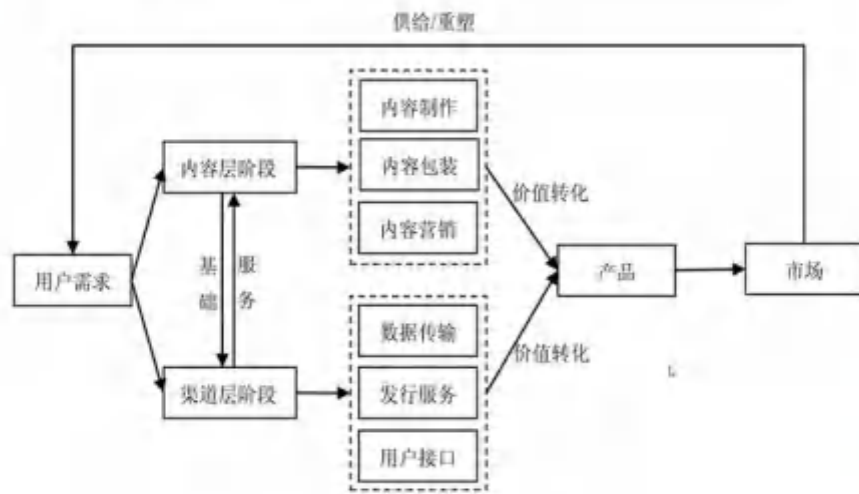 供给/重塑
内容制作
内容层阶段
内容包装
价值转化
内容营销
用户需求
基础
服务
产品
市场
数据传输
价值转化
渠道层阶段
发行服务
用户接口